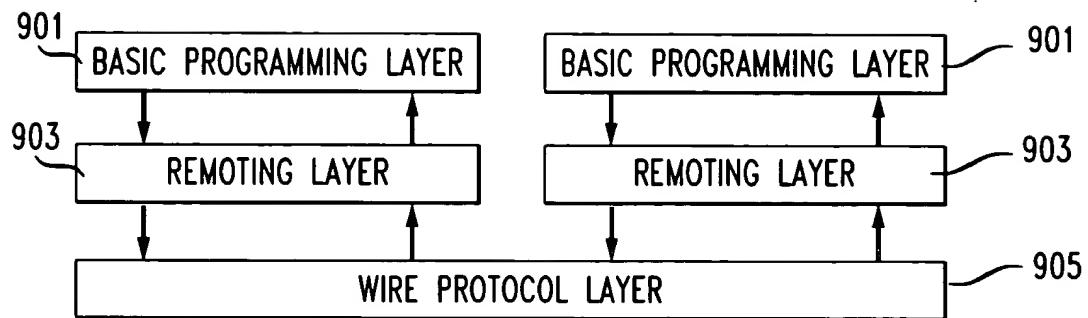 901 BASIC PROGRAMMING LAYER BASIC PROGRAMMING LAYER 901
903 REMOTING LAYER REMOTING LAYER 903
WIRE PROTOCOL LAYER 905